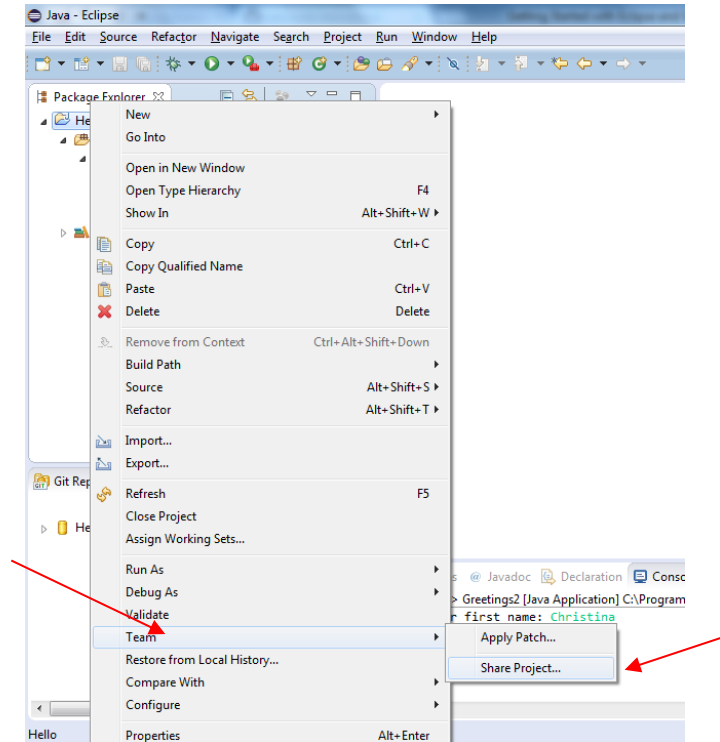 Java - Eclipse
File Edit Source Refactor Navigate Search Project Run Window Help
Package Explorer
He
New
Go Into
Open in New Window
Open Type Hierarchy F4
Show In Alt+Shift+W
Copy Ctrl+C
Copy Qualified Name
Paste Ctrl+V
Delete Delete
Remove from Context Ctrl+Alt+Shift+Down
Build Path
Source Alt+Shift+S
Refactor Alt+Shift+T
Import...
Export...
Git Rep
Refresh F5
Close Project
He
Assign Working Sets...
Run As
s @ Javadoc Declaration Conso
Debug As
> Greetings2 [Java Application] C:\Program
Validate
r first name: Christina
Team
Apply Patch...
Restore from Local History...
Share Project...
Compare With
Configure
Hello
Properties Alt+Enter